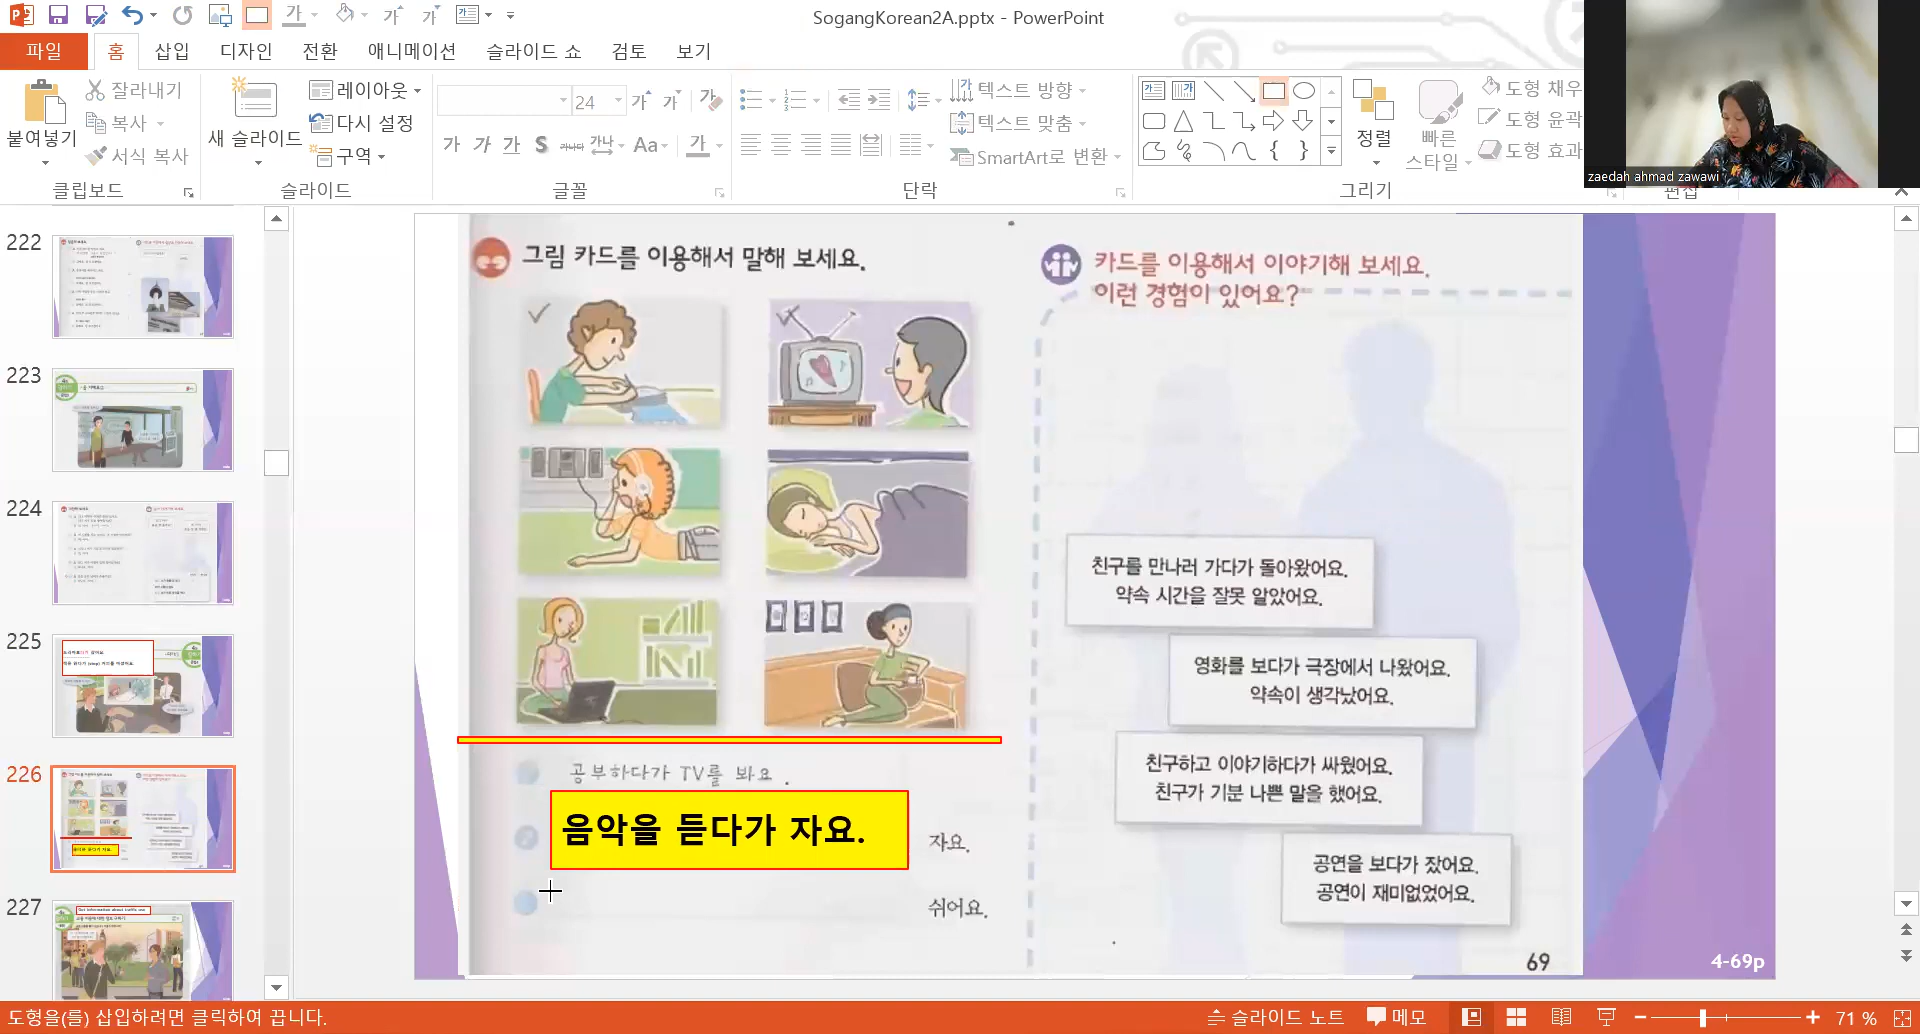 SogangKorean2A.pptx - PowerPoint
파일
홈
삽입
디자인
전환
애니메이션
슬라이드 쇼
검토
보기
붙여넣기
잘라내기
복사
서식 복사
클립보드
새 슬라이드
레이아웃
다시 설정
구역
슬라이드
24
글꼴
텍스트 방향
텍스트 맞춤
SmartArt로 변환
단락
정렬
빠른
스타일
도형 채우
도형 윤곽
도형 효과
그리기
편집
zaedah ahmad zawawi
222
223
224
225
226
227
그림 카드를 이용해서 말해 보세요.
공부하다가 TV를 봐요.
음악을 듣다가 자요.
자요.
쉬어요.
카드를 이용해서 이야기해 보세요.
이런 경험이 있어요?
친구를 만나러 가다가 돌아왔어요.
약속 시간을 잘못 알았어요.
영화를 보다가 극장에서 나왔어요.
약속이 생각났어요.
친구하고 이야기하다가 싸웠어요.
친구가 기분 나쁜 말을 했어요.
공연을 보다가 잤어요.
공연이 재미없었어요.
69
4-69p
도형을(를) 삽입하려면 클릭하여 끕니다.
슬라이드 노트
메모
71 %